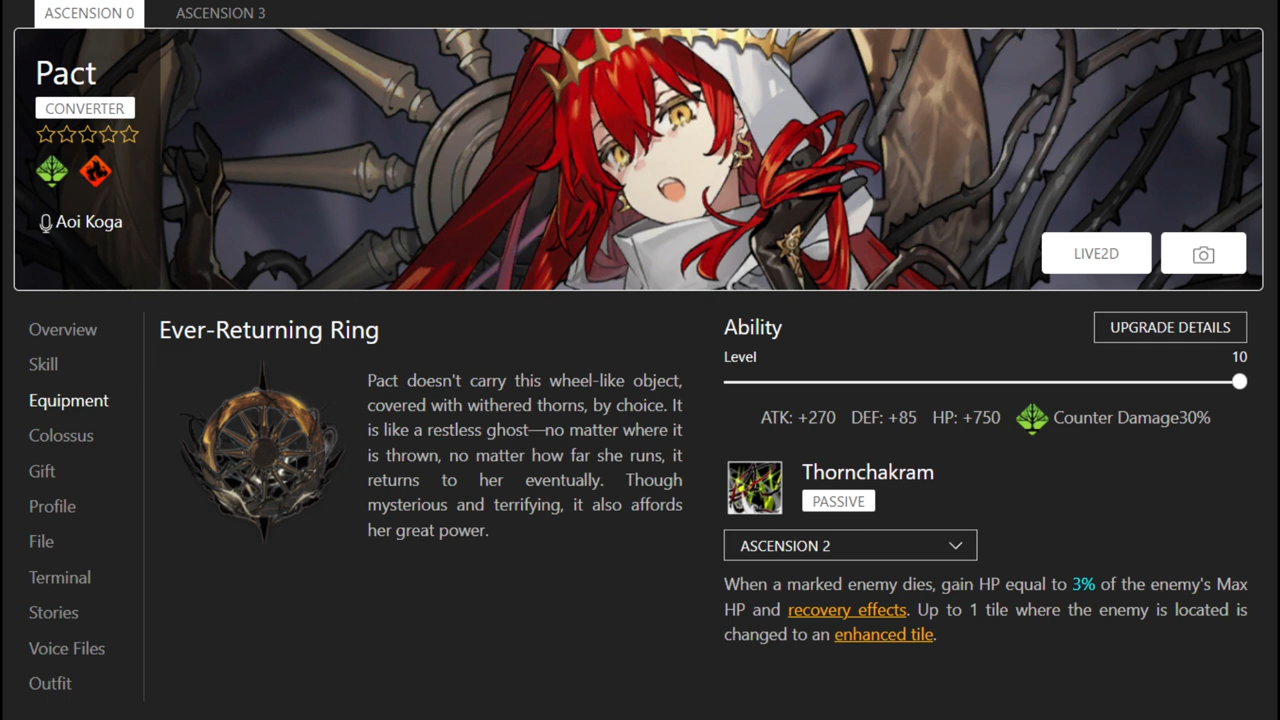 ASCENSION 0
ASCENSION 3
Pact
CONVERTER
Aoi Koga
LIVE2D
Overview
Skill
Equipment
Colossus
Gift
Profile
File
Terminal
Stories
Voice Files
Outfit
Ever-Returning Ring
Pact doesn't carry this wheel-like object,
covered with withered thorns, by choice. It
is like a restless ghost—no matter where it
is thrown, no matter how far she runs, it
returns to her eventually. Though
mysterious and terrifying, it also affords
her great power.
Ability
UPGRADE DETAILS
Level
10
ATK: +270 DEF: +85 HP: +750 Counter Damage30%
Thornchakram
PASSIVE
ASCENSION 2
When a marked enemy dies, gain HP equal to 3% of the enemy's Max
HP and recovery effects. Up to 1 tile where the enemy is located is
changed to an enhanced tile.